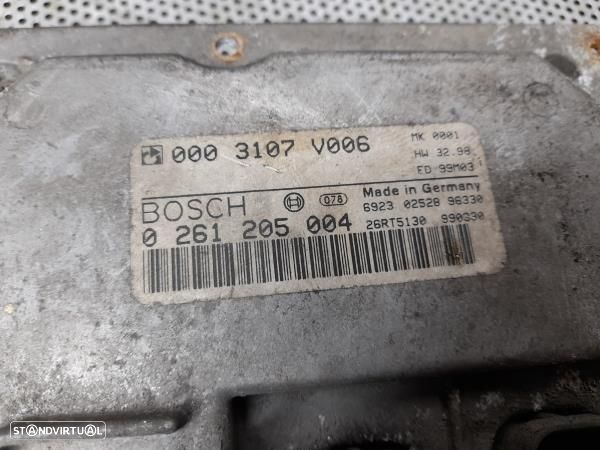 000 3107 V006
MK 0001
HW 32.98
FD 99M03
BOSCH
078
Made in Germany
6923 02528 96330
0 261 205 004
26RT5130 990330
STANDVIRTUAL